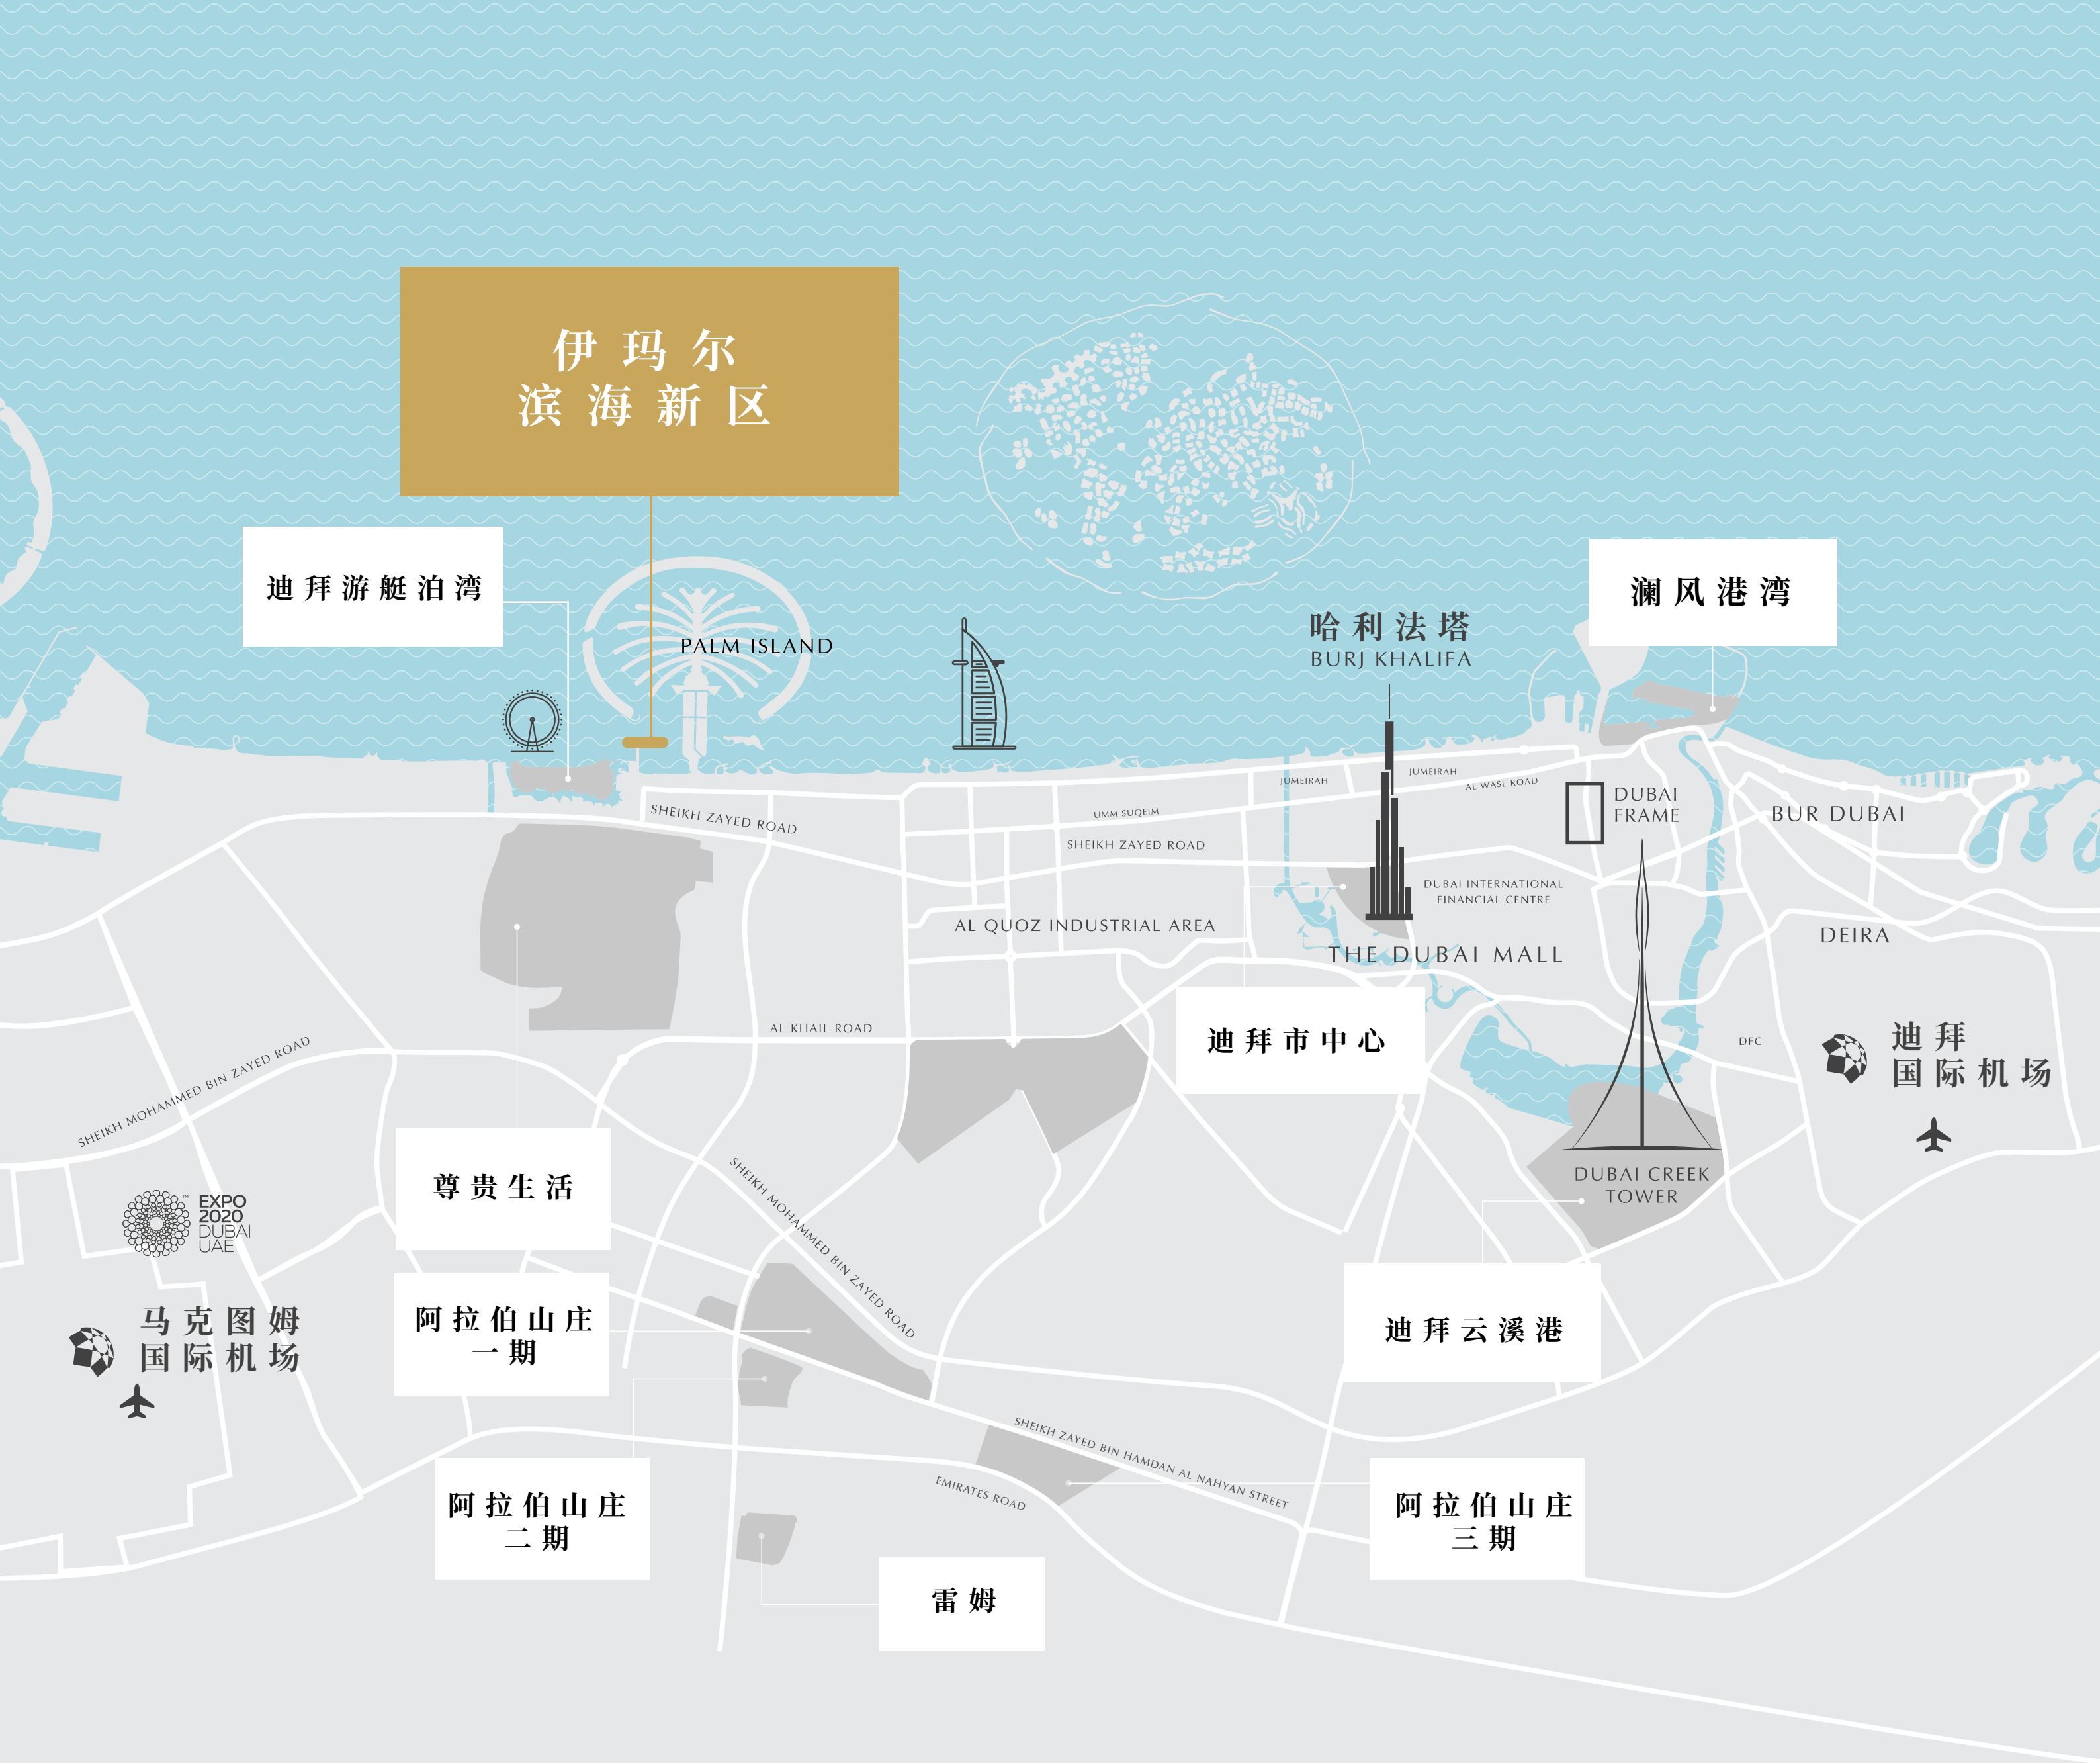 伊玛尔
滨海新区
迪拜游艇泊湾
澜风港湾
PALM ISLAND
哈利法塔
BURJ KHALIFA
JUMEIRAH
JUMEIRAH
AL WASL ROAD
DUBAI
FRAME
BUR DUBAI
SHEIKH ZAYED ROAD
UMM SUQEIM
SHEIKH ZAYED ROAD
DUBAI INTERNATIONAL
FINANCIAL CENTRE
AL QUOZ INDUSTRIAL AREA
THE DUBAI MALL
DEIRA
AL KHAIL ROAD
迪拜市中心
DFC
迪拜
国际机场
SHEIKH MOHAMMED BIN ZAYED ROAD
尊贵生活
SHEIKH MOHAMMED BIN ZAYED ROAD
DUBAI CREEK
TOWER
EXPO
2020
DUBAI
UAE
TM
马克图姆
国际机场
阿拉伯山庄
一期
迪拜云溪港
SHEIKH ZAYED BIN HAMDAN AL NAHYAN STREET
EMIRATES ROAD
阿拉伯山庄
二期
阿拉伯山庄
三期
雷姆